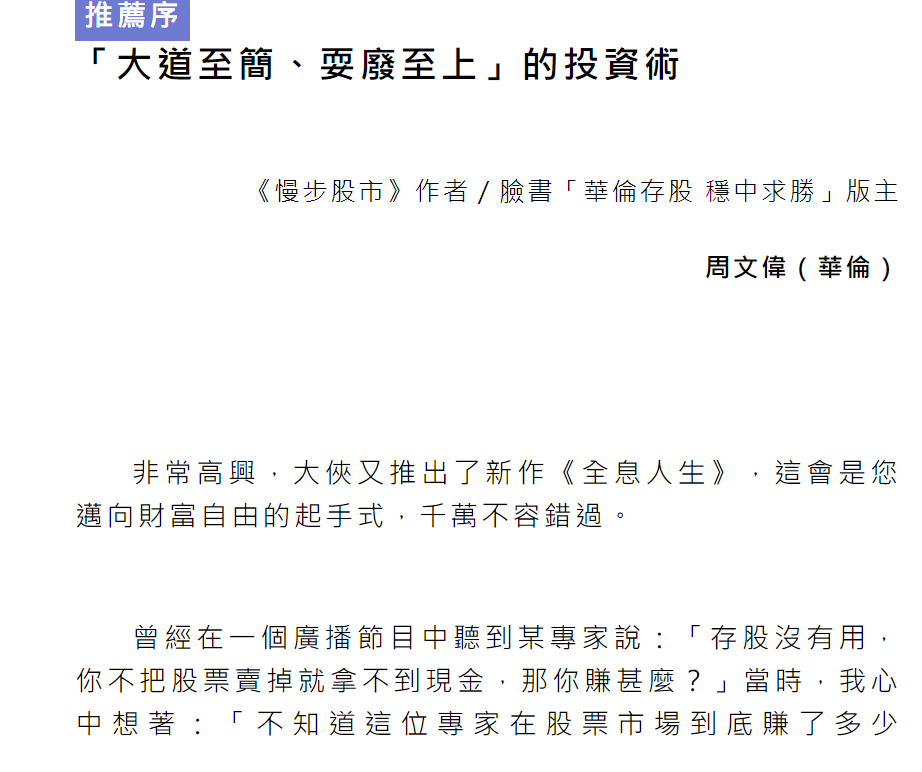 推薦序
「大道至簡、耍廢至上」的投資術
《慢步股市》作者 / 臉書「華倫存股 穩中求勝」版主
周文偉（華倫）
非常高興，大俠又推出了新作《全息人生》，這會是您
邁向財富自由的起手式，千萬不容錯過。
曾經在一個廣播節目中聽到某專家說：「存股沒有用，
你不把股票賣掉就拿不到現金，那你賺甚麼？」當時，我心
中想著：「不知道這位專家在股票市場到底賺了多少